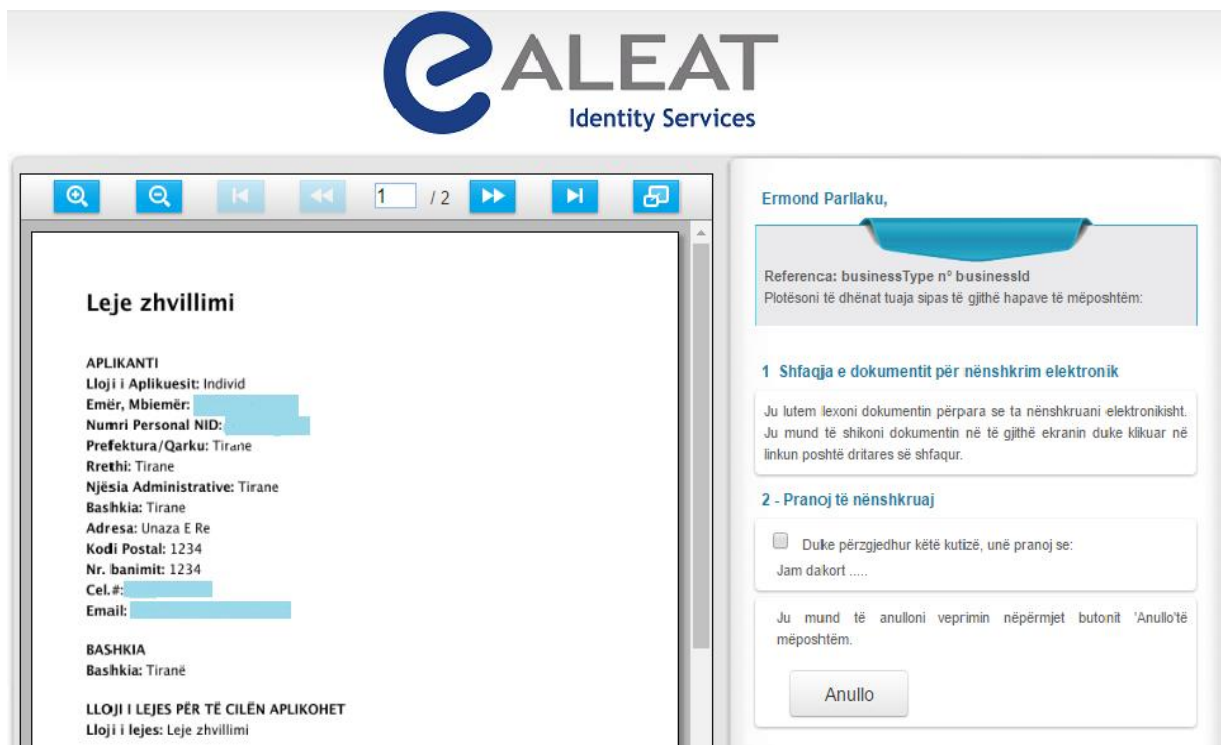 e ALEAT
Identity Services
1 / 2
Leje zhvillimi
APLIKANTI
Lloji i Aplikuesit: Individ
Emër, Mbiemër:
Numri Personal NID:
Prefektura/Qarku: Tirane
Rrethi: Tirane
Njësia Administrative: Tirane
Bashkia: Tirane
Adresa: Unaza E Re
Kodi Postal: 1234
Nr. banimit: 1234
Cel.#:
Email:
BASHKIA
Bashkia: Tiranë
LLOJI I LEJES PËR TË CILËN APLIKOHET
Lloji i lejes: Leje zhvillimi
Ermond Parllaku,
Referenca: businessType n° businessId
Plotësoni të dhënat tuaja sipas të gjithë hapave të mëposhtëm:
1 Shfaqja e dokumentit për nënshkrim elektronik
Ju lutem lexoni dokumentin përpara se ta nënshkruani elektronikisht.
Ju mund të shikoni dokumentin në të gjithë ekranin duke klikuar në
linkun poshtë dritares së shfaqur.
2 - Pranoj të nënshkruaj
Duke përzgjedhur këtë kutizë, unë pranoj se:
Jam dakort .....
Ju mund të anulloni veprimin nëpërmjet butonit 'Anullo'të
mëposhtëm.
Anullo